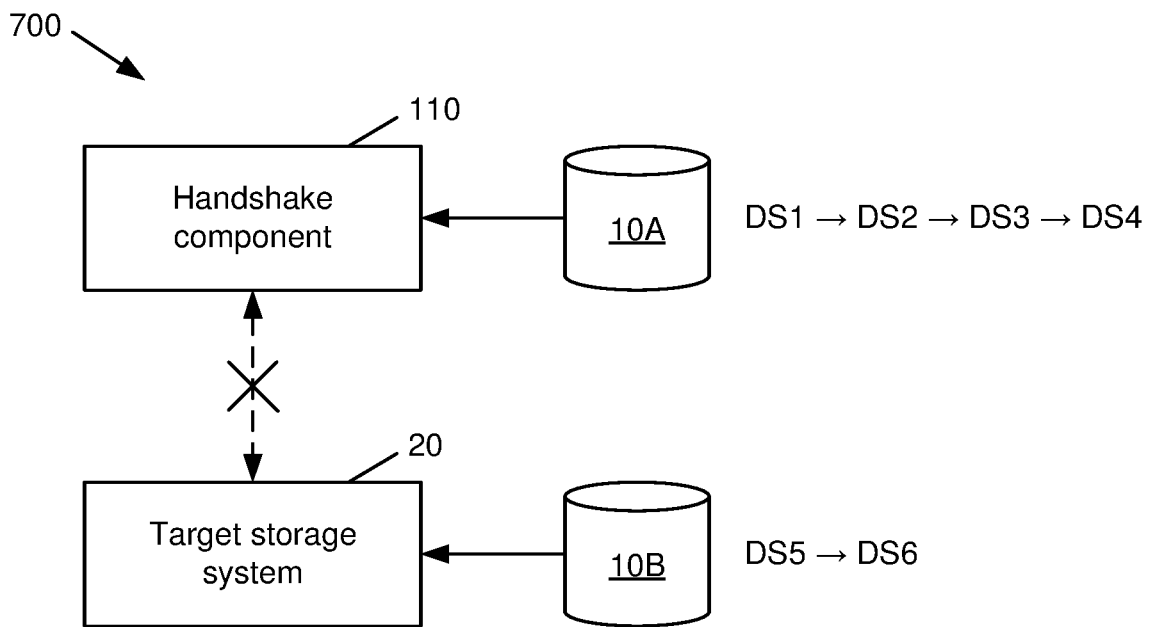 700
110
Handshake
component
10A
DS1 → DS2 → DS3 → DS4
20
Target storage
system
10B
DS5 → DS6